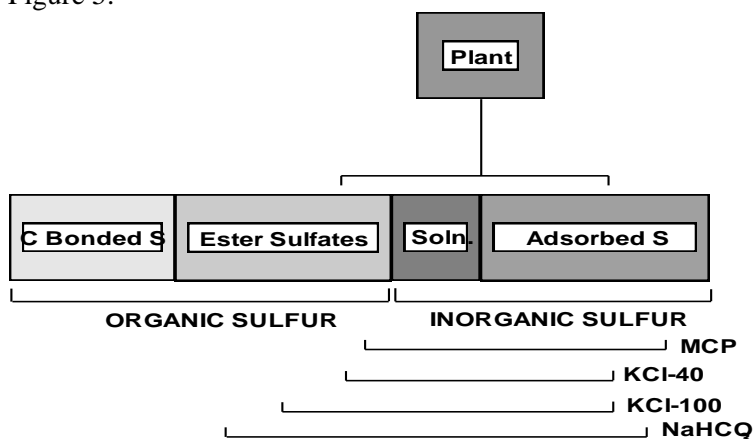 Figure 3.
Plant
C Bonded S
Ester Sulfates
Soln.
Adsorbed S
ORGANIC SULFUR
INORGANIC SULFUR
MCP
KCl-40
KCl-100
NaHCO